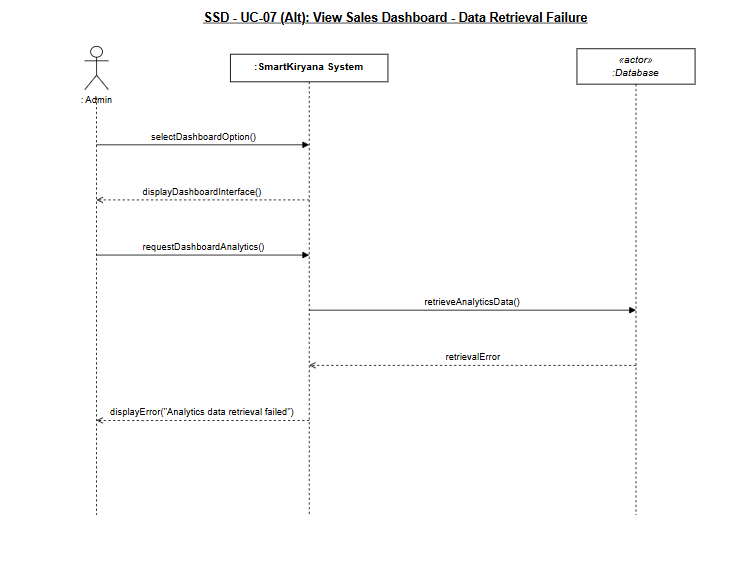 SSD - UC-07 (Alt): View Sales Dashboard - Data Retrieval Failure
:SmartKiryana System
«actor»
:Database
: Admin
selectDashboardOption()
displayDashboardInterface()
requestDashboardAnalytics()
retrieveAnalyticsData()
retrievalError
displayError("Analytics data retrieval failed")